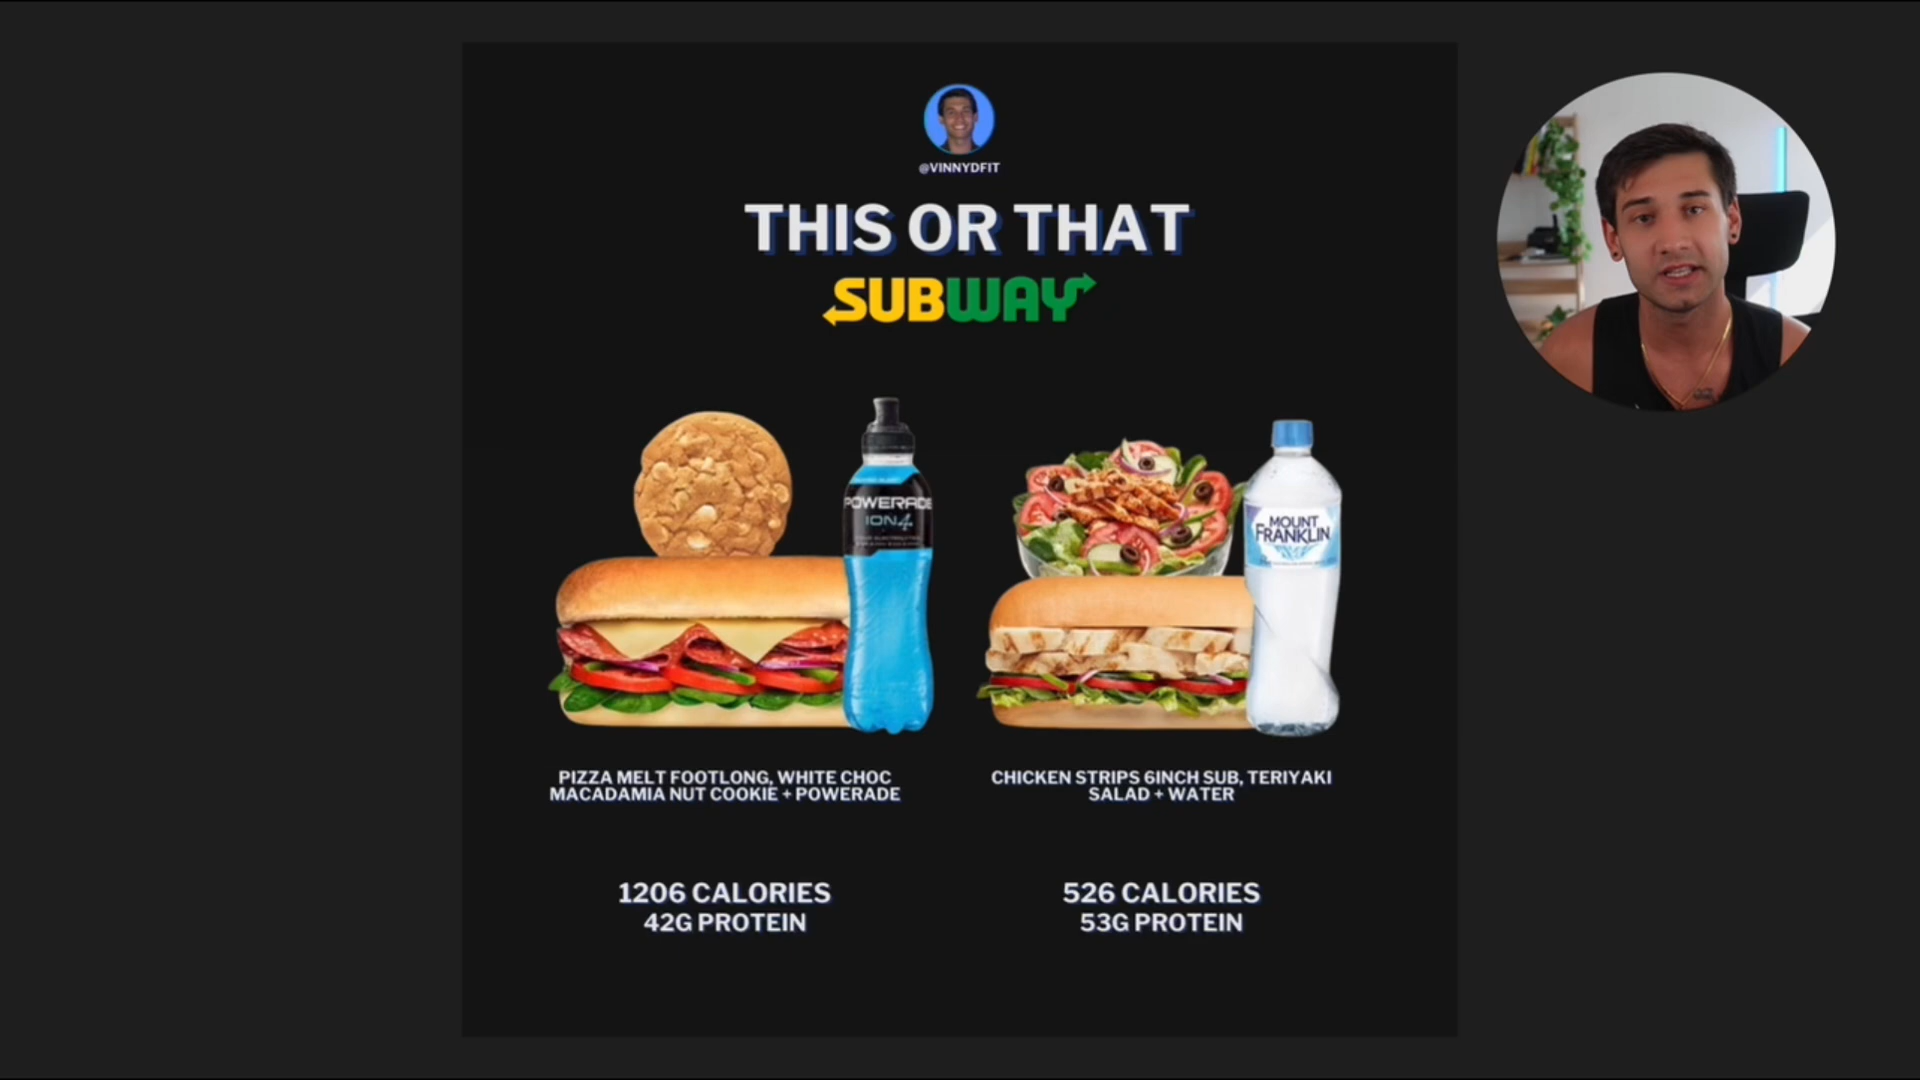 @VINNYDFIT
THIS OR THAT
SUBWAY
POWERADE
ION4
MOUNT
FRANKLIN
PIZZA MELT FOOTLONG, WHITE CHOC
MACADAMIA NUT COOKIE + POWERADE
CHICKEN STRIPS 6INCH SUB, TERIYAKI
SALAD + WATER
1206 CALORIES
42G PROTEIN
526 CALORIES
53G PROTEIN